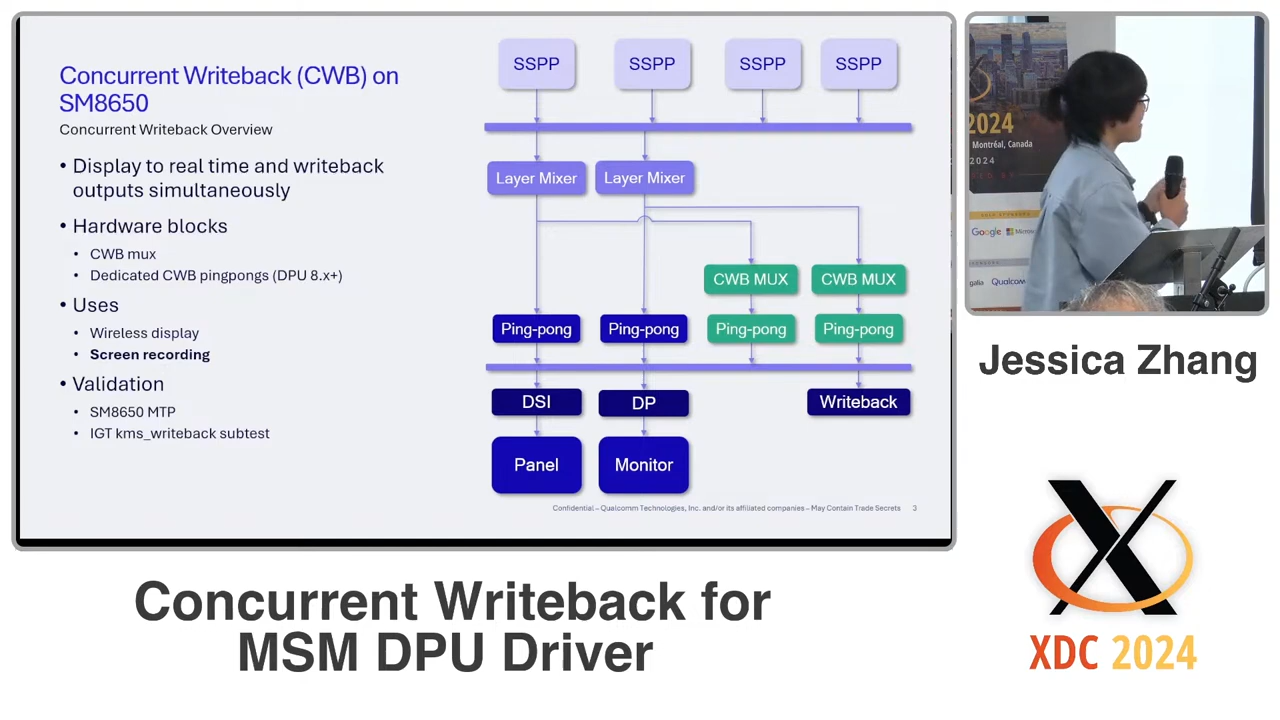 Concurrent Writeback (CWB) on
SM8650
Concurrent Writeback Overview
• Display to real time and writeback
outputs simultaneously
• Hardware blocks
• CWB mux
• Dedicated CWB pingpongs (DPU 8.x+)
• Uses
• Wireless display
• Screen recording
• Validation
• SM8650 MTP
• IGT kms_writeback subtest
SSPP
SSPP
SSPP
SSPP
Layer Mixer
Layer Mixer
CWB MUX
CWB MUX
Ping-pong
Ping-pong
Ping-pong
Ping-pong
DSI
DP
Writeback
Panel
Monitor
Confidential – Qualcomm Technologies, Inc. and/or its affiliated companies – May Contain Trade Secrets
3
2024
Montréal, Canada
2024
Google
Qualcom
Jessica Zhang
Concurrent Writeback for
MSM DPU Driver
XDC 2024